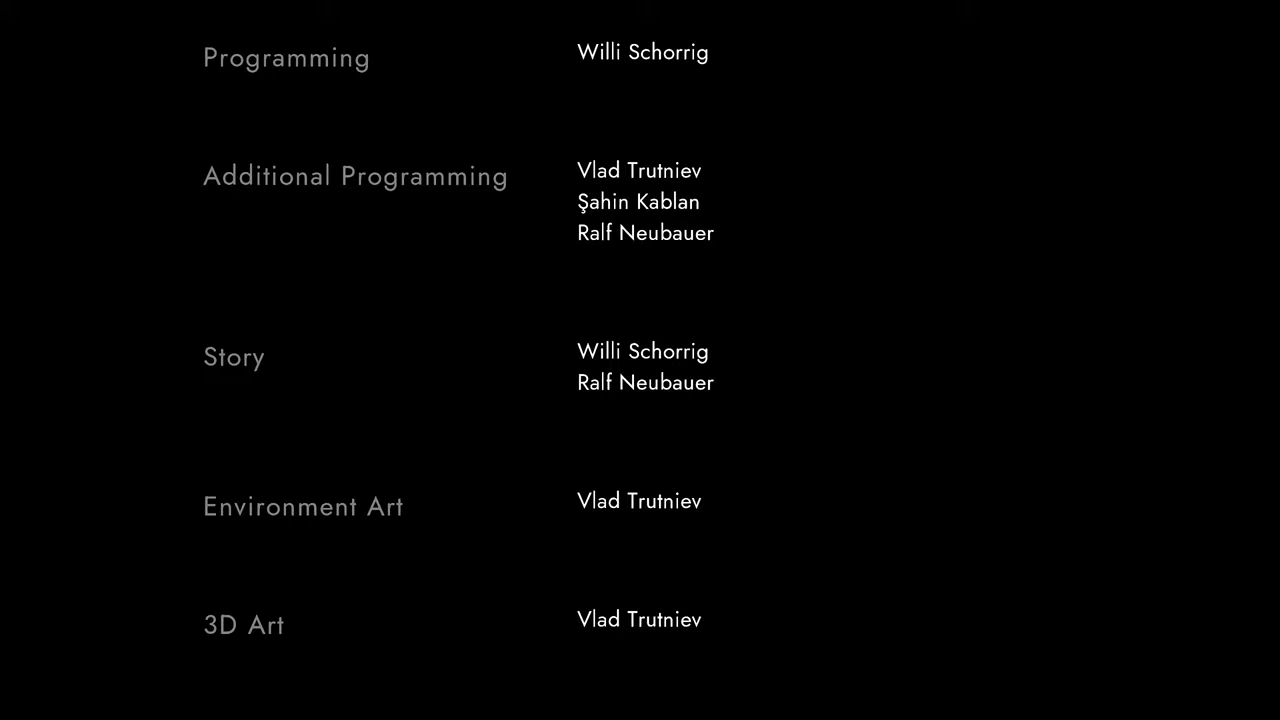 Programming Willi Schorrig
Additional Programming Vlad Trutniev
Şahin Kablan
Ralf Neubauer
Story Willi Schorrig
Ralf Neubauer
Environment Art Vlad Trutniev
3D Art Vlad Trutniev